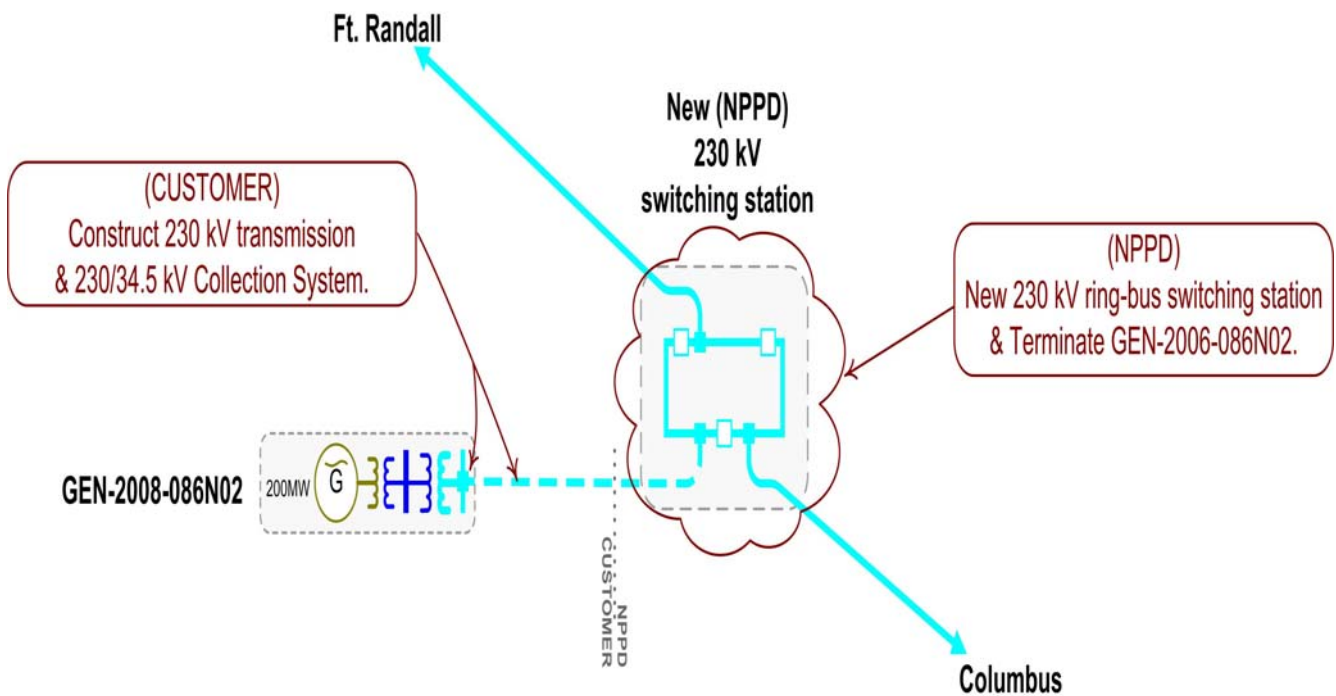 Ft. Randall
New (NPPD)
230 kV
switching station
(CUSTOMER)
Construct 230 kV transmission
& 230/34.5 kV Collection System.
(NPPD)
New 230 kV ring-bus switching station
& Terminate GEN-2006-086N02.
GEN-2008-086N02
200MW
G
CUSTOMER
NPPD
Columbus